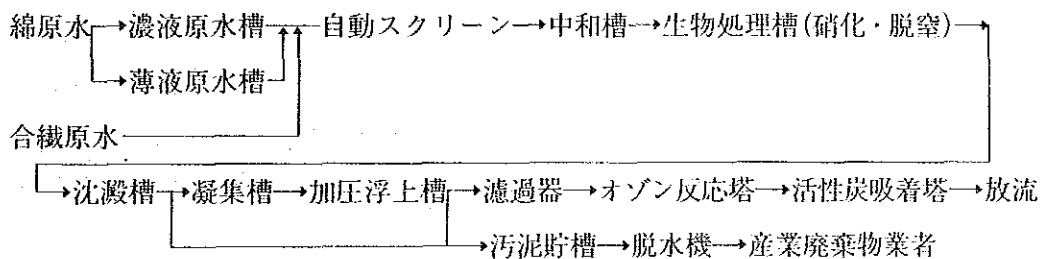 綿原水→濃液原水槽→自動スクリーン→中和槽→生物処理槽(硝化・脱窒)
→薄液原水槽
合繊原水
→沈澱槽→凝集槽→加圧浮上槽→濾過器→オゾン反応塔→活性炭吸着塔→放流
→汚泥貯槽→脱水機→産業廃棄物業者